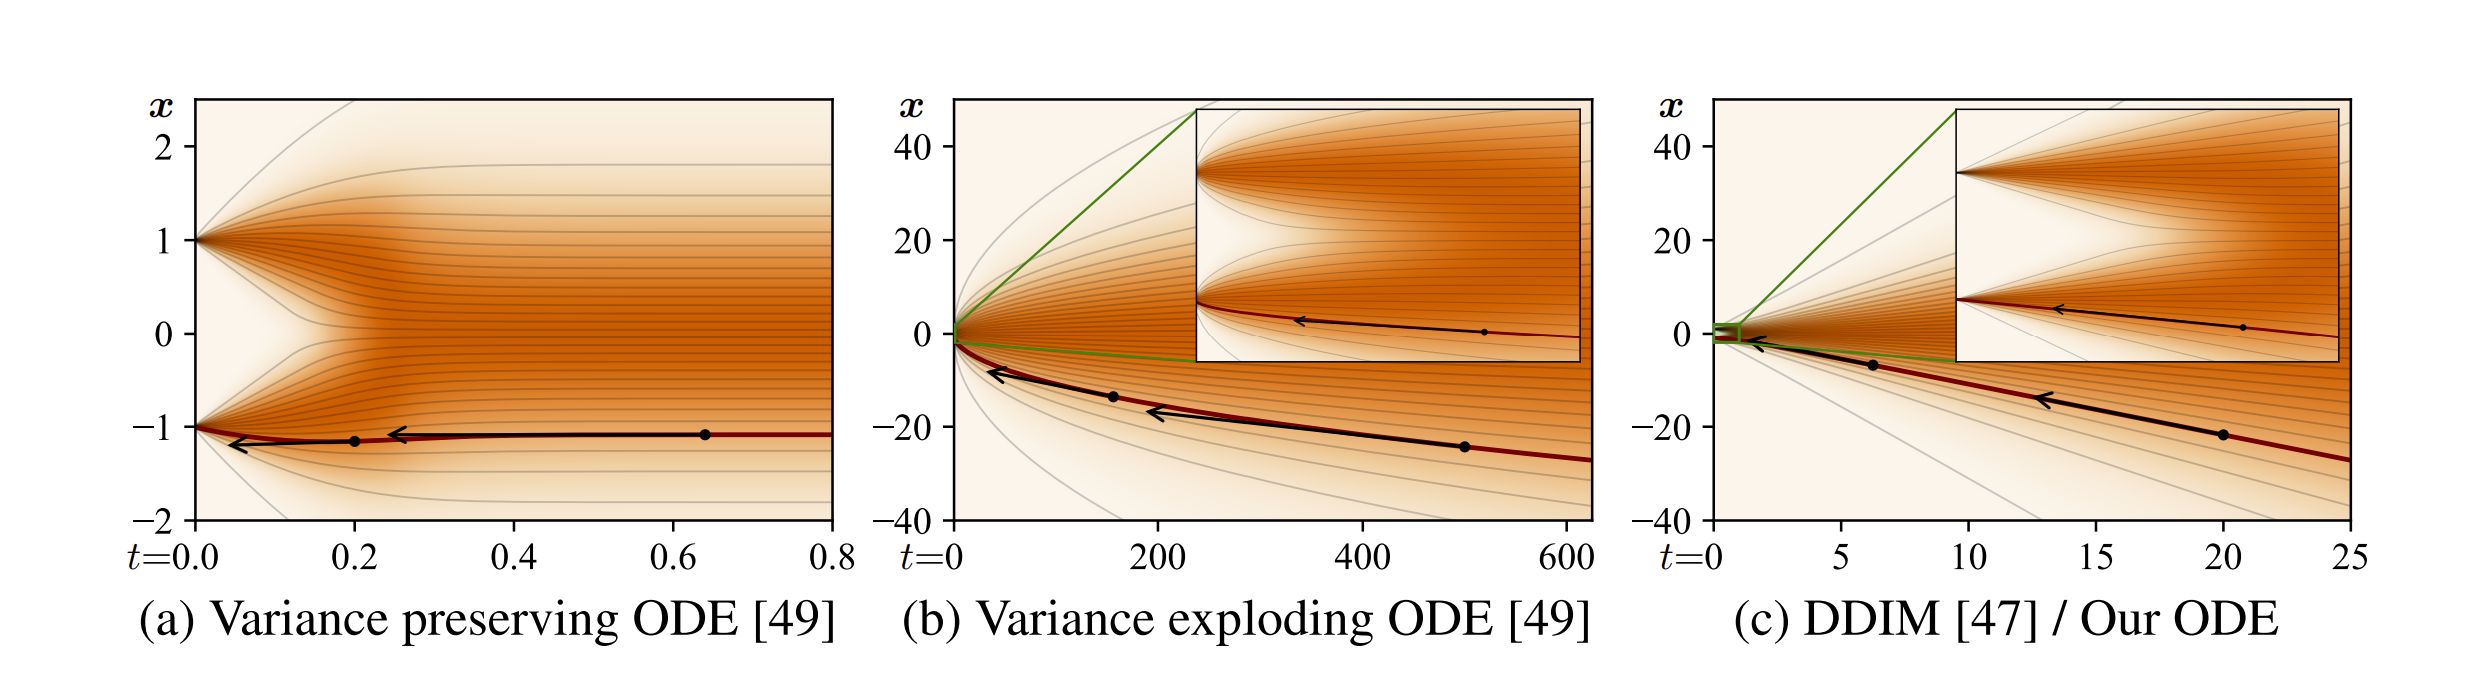 x
2
1
0
−1
−2
t=0.0 0.2 0.4 0.6 0.8
(a) Variance preserving ODE [49]
x
40
20
0
−20
−40
t=0 200 400 600
(b) Variance exploding ODE [49]
x
40
20
0
−20
−40
t=0 5 10 15 20 25
(c) DDIM [47] / Our ODE